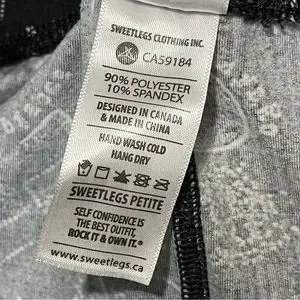 SWEETLEGS CLOTHING INC.
CA59184
90% POLYESTER
10% SPANDEX
DESIGNED IN CANADA
& MADE IN CHINA
HAND WASH COLD
HANG DRY
SWEETLEGS PETITE
SELF CONFIDENCE IS
THE BEST OUTFIT,
ROCK IT & OWN IT.®
www.sweetlegs.ca